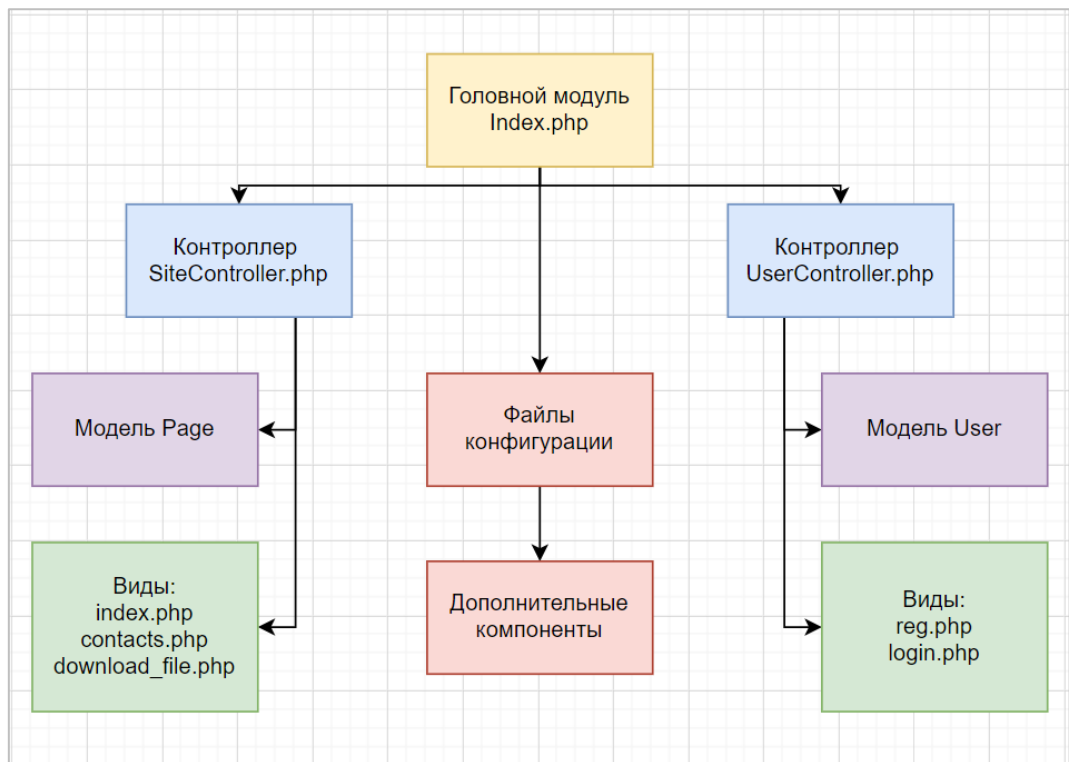 Головной модуль
Index.php
Контроллер
SiteController.php
Контроллер
UserController.php
Модель Page
Файлы
конфигурации
Модель User
Виды:
index.php
contacts.php
download_file.php
Дополнительные
компоненты
Виды:
reg.php
login.php